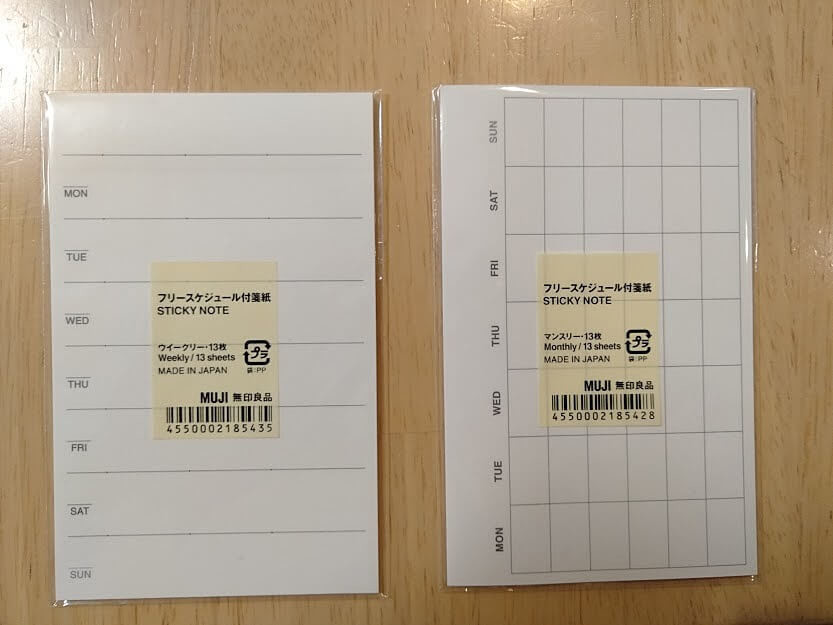 MON
TUE
WED
THU
FRI
SAT
SUN
フリースケジュール付箋紙
STICKY NOTE
ウイークリー・13枚
Weekly / 13 sheets
MADE IN JAPAN
プラ
袋:PP
MUJI 無印良品
4550002185435
SUN
SAT
FRI
THU
WED
TUE
MON
フリースケジュール付箋紙
STICKY NOTE
マンスリー・13枚
Monthly / 13 sheets
MADE IN JAPAN
プラ
袋:PP
MUJI 無印良品
4550002185428